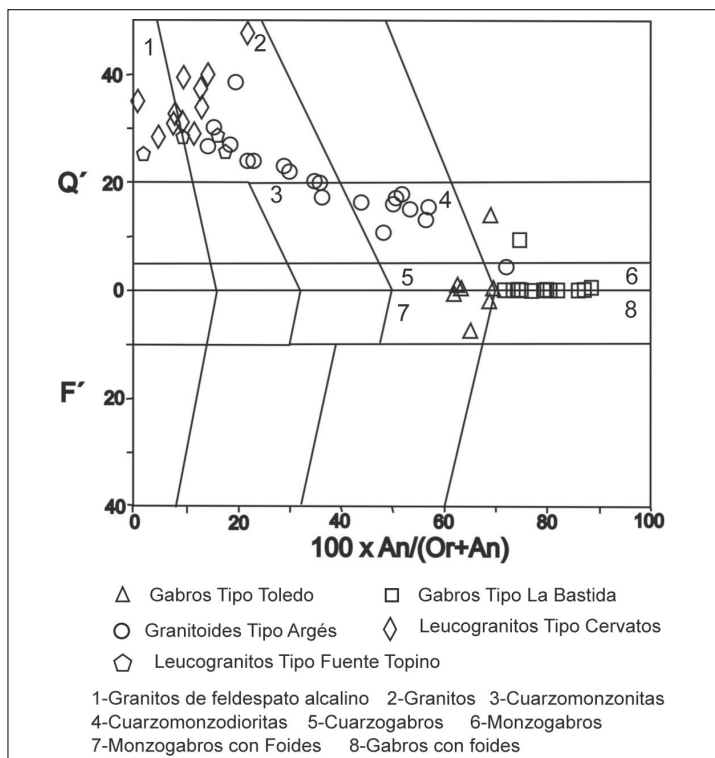 1
2
40
Q´
20
3
4
5
6
0
7
8
F´
20
40
0
20
40
60
80
100
100 x An/(Or+An)
Gabros Tipo Toledo
Gabros Tipo La Bastida
Granitoides Tipo Argés
Leucogranitos Tipo Cervatos
Leucogranitos Tipo Fuente Topino
1-Granitos de feldespato alcalino 2-Granitos 3-Cuarzomonzonitas
4-Cuarzomonzodioritas 5-Cuarzogabros 6-Monzogabros
7-Monzogabros con Foides 8-Gabros con foides